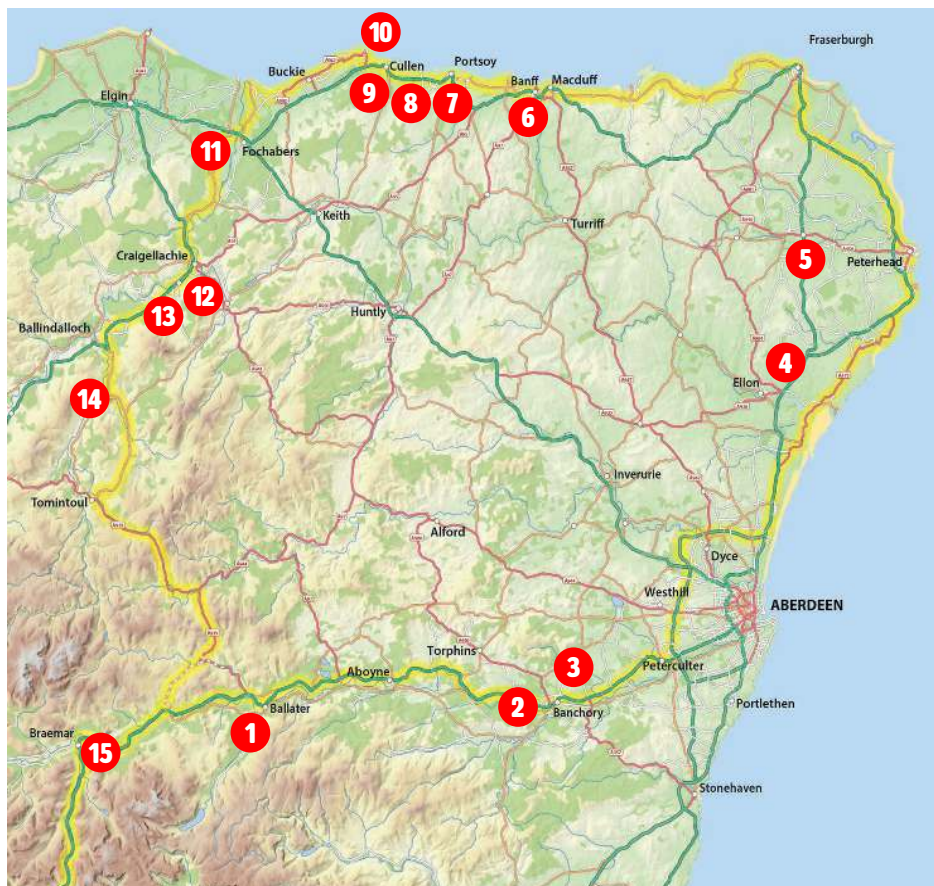 10
Fraserburgh
Cullen
Portsoy
Buckie
Banff
Macduff
Elgin
9
8
7
6
11
Fochabers
Keith
Turriff
Craigellachie
5
Peterhead
12
13
Huntly
Ballindalloch
4
Ellon
14
Inverurie
Tomintoul
Alford
Dyce
Westhill
ABERDEEN
Torphins
3
Peterculter
Aboyne
2
Banchory
Ballater
Portlethen
1
Braemar
15
Stonehaven